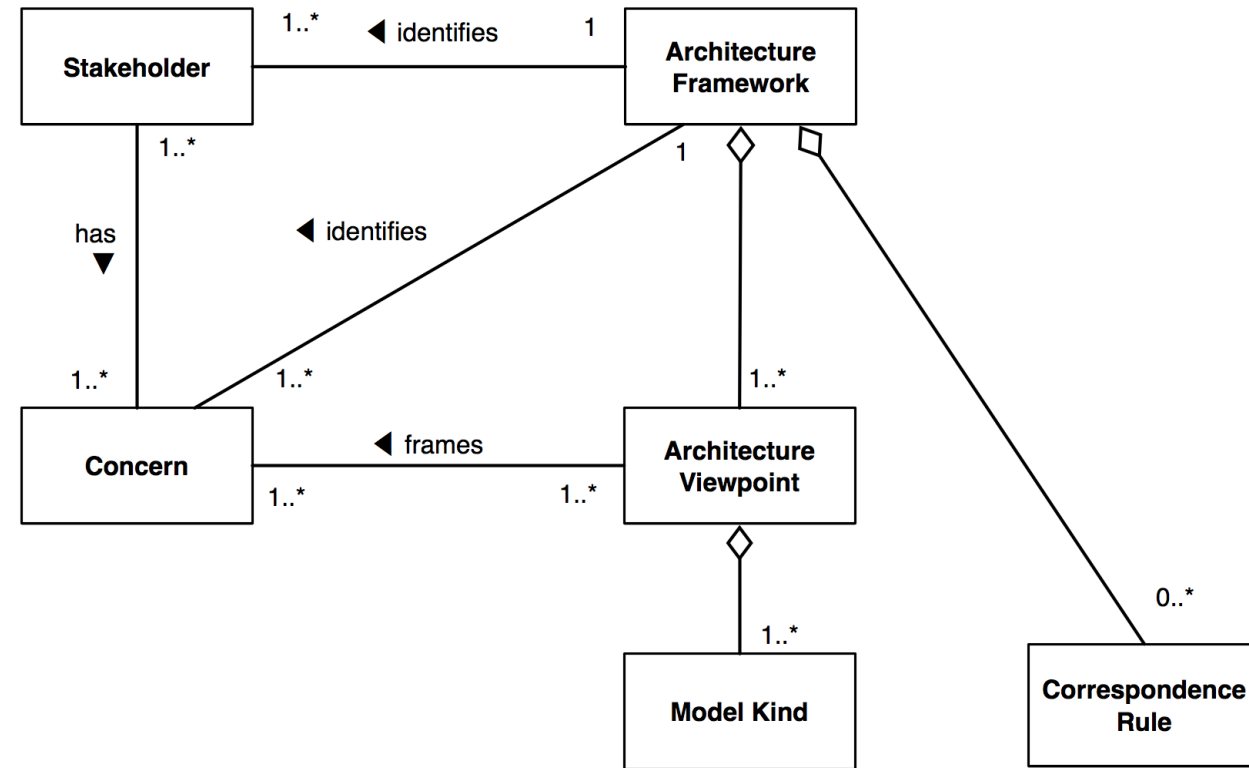 1..*
◀ identifies
1
Stakeholder
Architecture
Framework
1..*
1
has
▼
◀ identifies
1..*
1..*
1..*
◀ frames
Concern
Architecture
Viewpoint
1..*
1..*
0..*
1..*
Model Kind
Correspondence
Rule